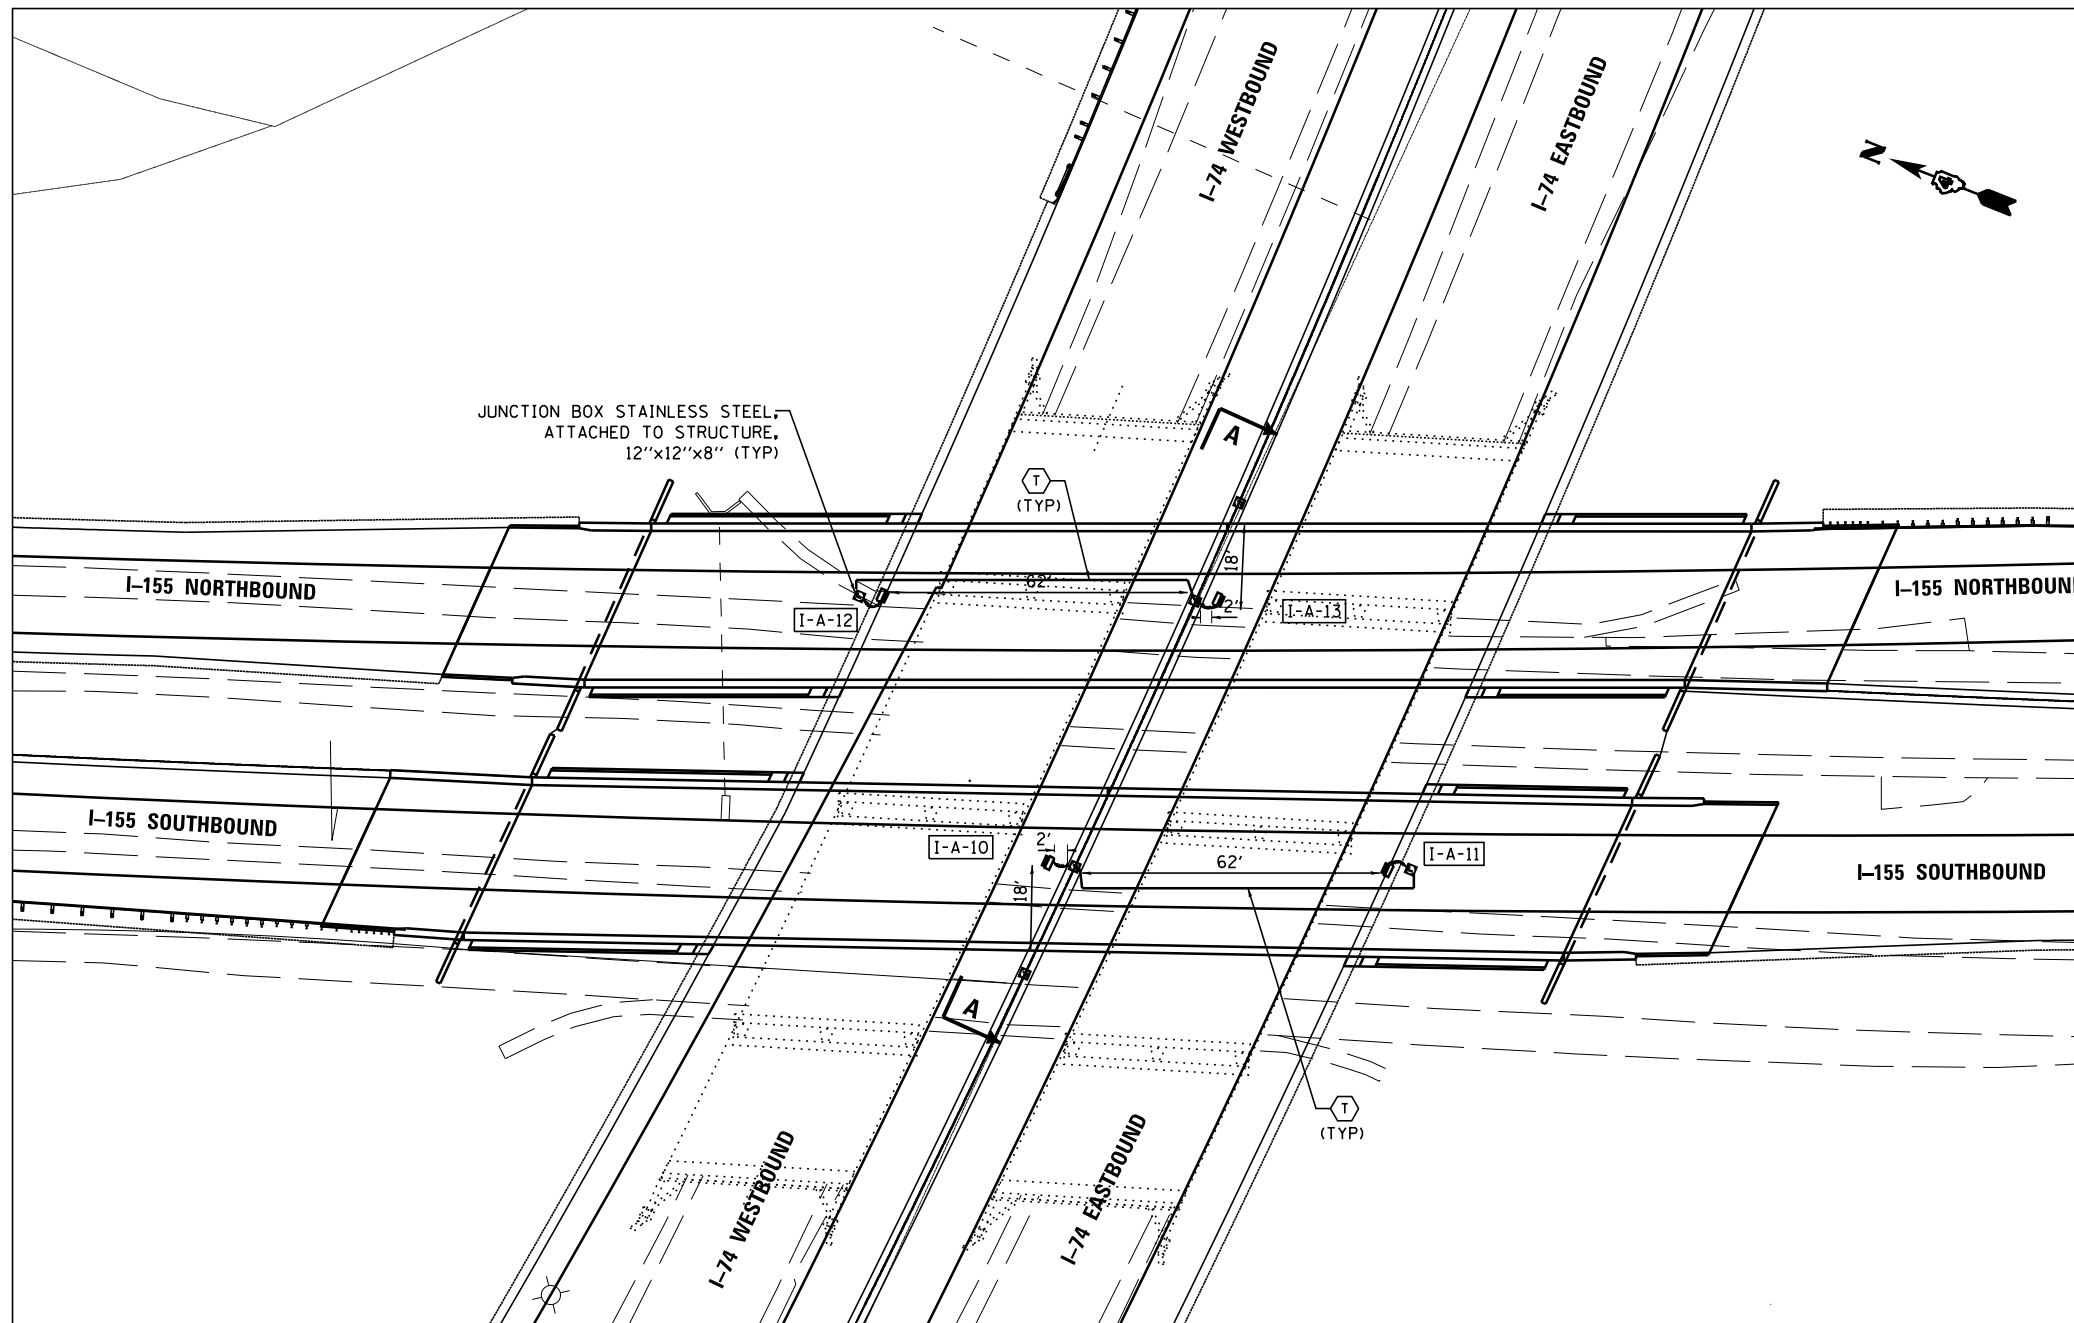 I-74 WESTBOUND
I-74 EASTBOUND
N
4
JUNCTION BOX STAINLESS STEEL,
ATTACHED TO STRUCTURE,
12''x12''x8'' (TYP)
A
T
(TYP)
18'
62'
I-155 NORTHBOUND
I-155 NORTHBOUN
I-A-12
2'
I-A-13
I-155 SOUTHBOUND
I-A-10
2'
62'
I-A-11
I-155 SOUTHBOUND
18'
A
T
(TYP)
I-74 WESTBOUND
I-74 EASTBOUND